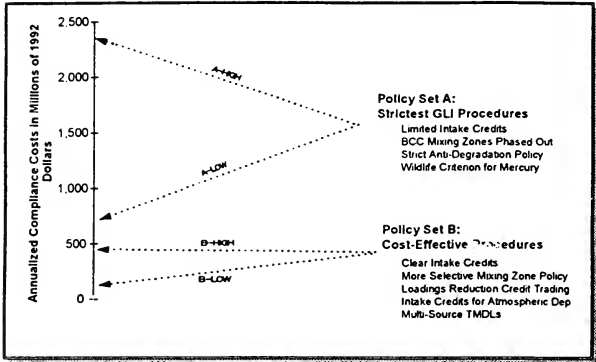 Annualized Compliance Costs in Millions of 1992
Dollars
2.500
2.000
1,500
1,000
500
0
A-HIGH
A-LOW
B-HIGH
B-LOW
Policy Set A:
Strictest GLI Procedures
Limited Intake Credits
BCC Mixing Zones Phased Out
Strict Anti-Degradation Policy
Wildlife Criterion for Mercury
Policy Set B:
Cost-Effective Procedures
Clear Intake Credits
More Selective Mixing Zone Policy
Loadings Reduction Credit Trading
Intake Credits for Atmospheric Dep
Multi-Source TMDLs